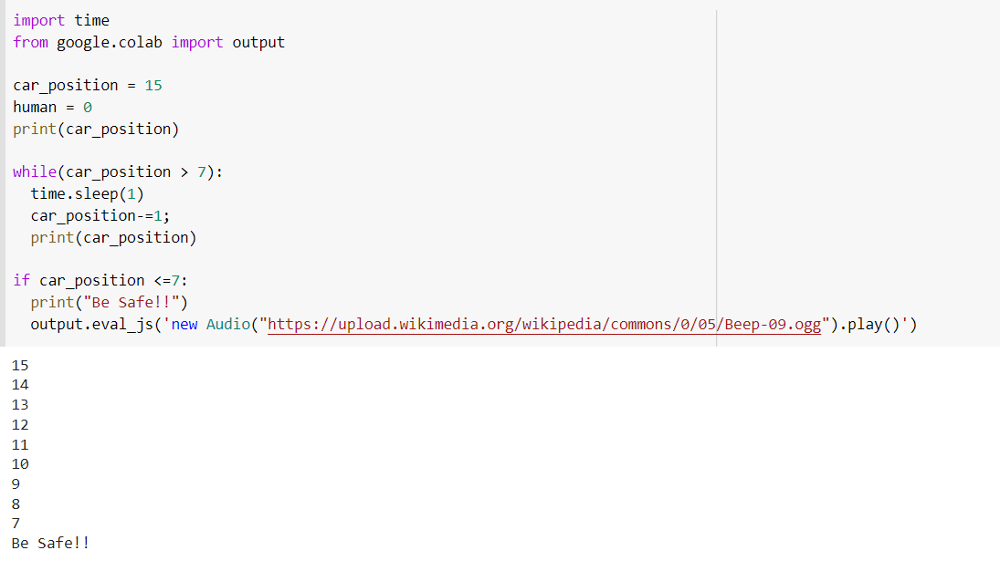 import time
from google.colab import output
car_position = 15
human = 0
print(car_position)
while(car_position > 7):
  time.sleep(1)
  car_position-=1;
  print(car_position)
if car_position <=7:
  print("Be Safe!!")
  output.eval_js('new Audio("https://upload.wikimedia.org/wikipedia/commons/0/05/Beep-09.ogg").play()')
15
14
13
12
11
10
9
8
7
Be Safe!!